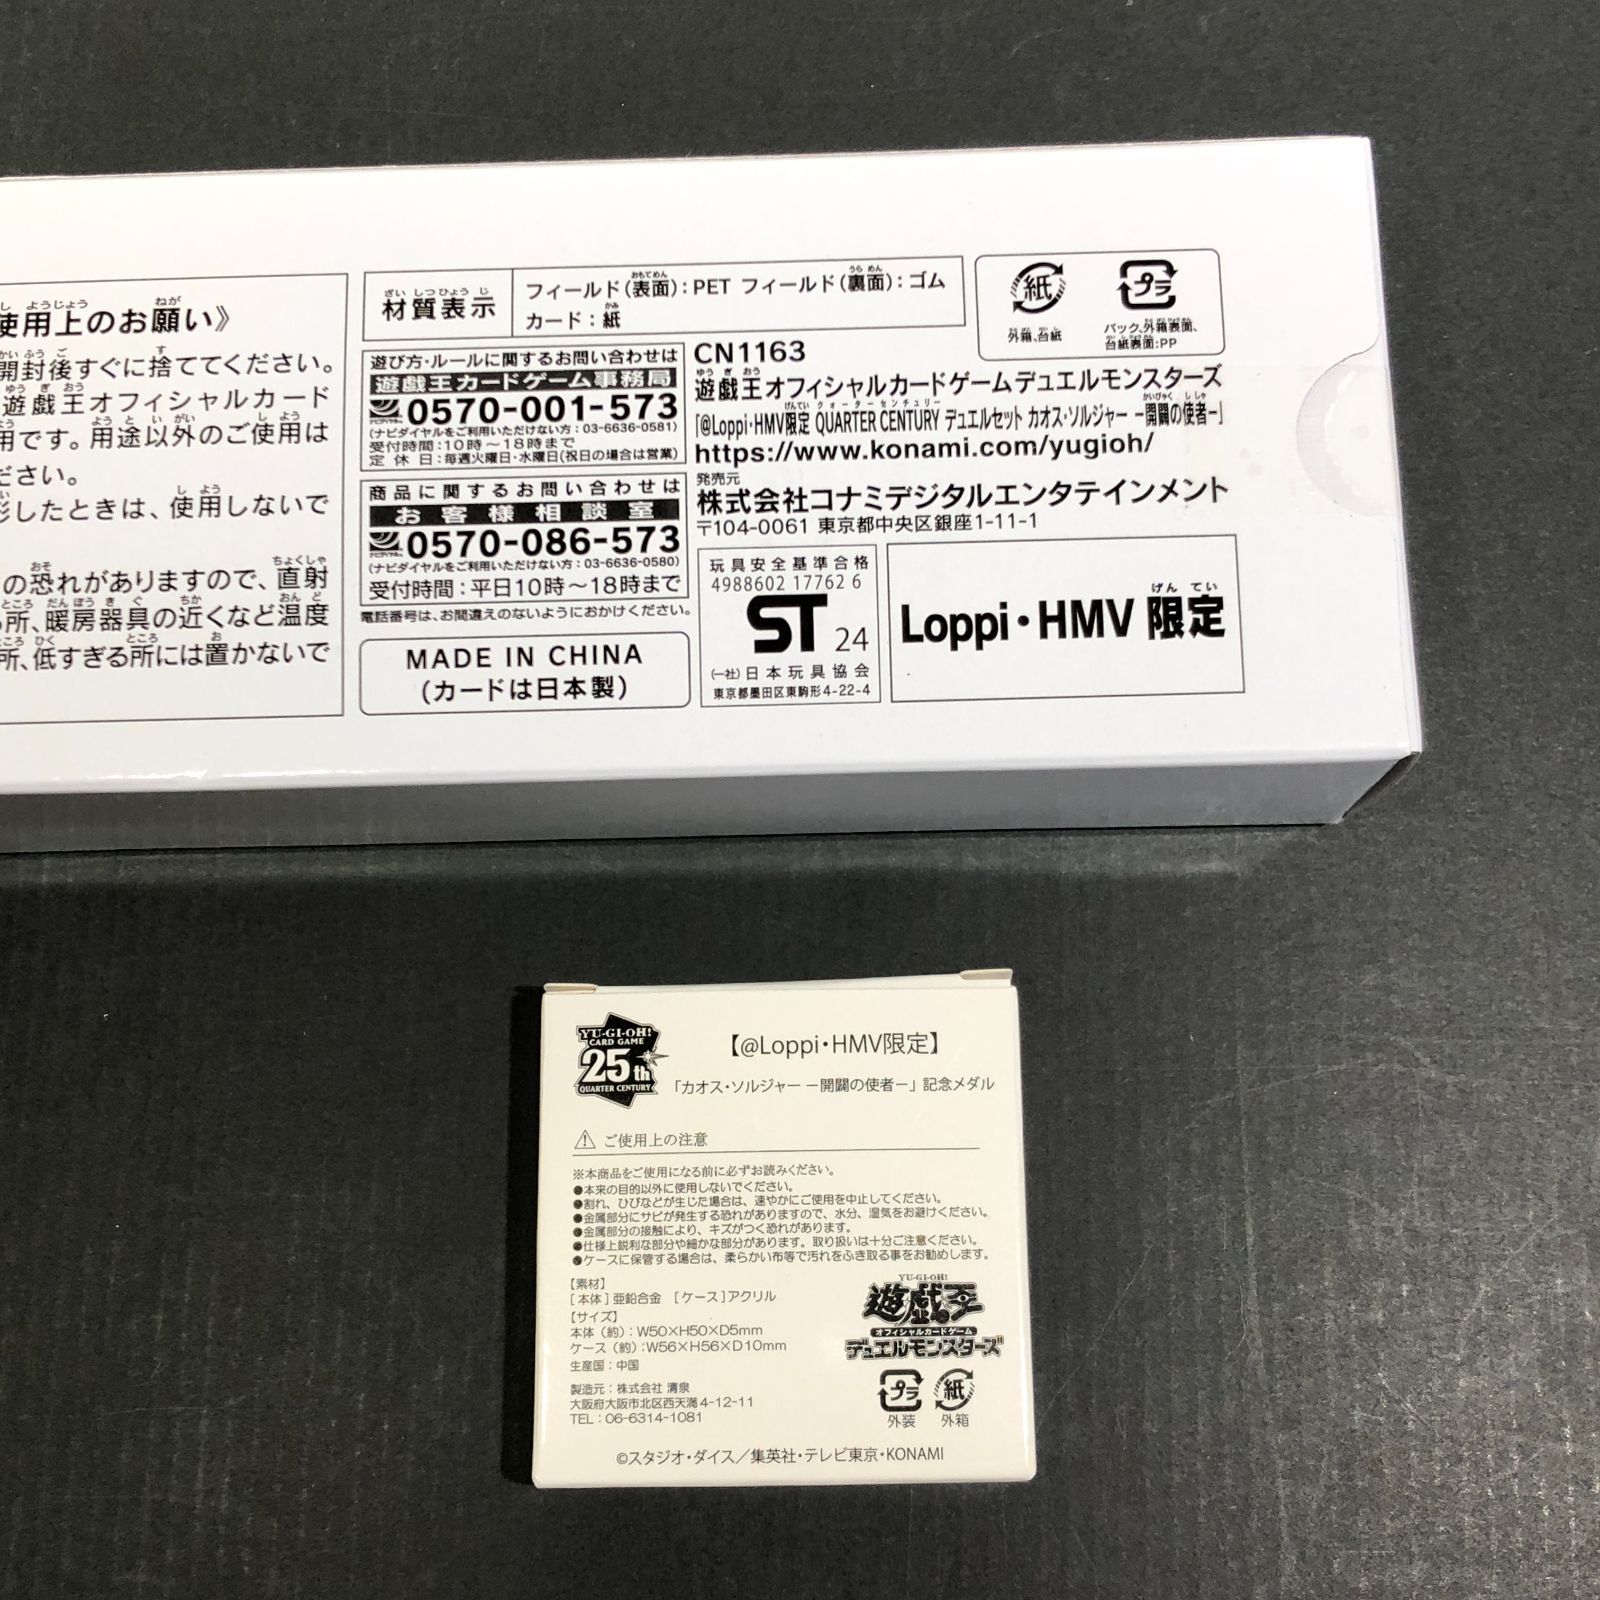 使用上のお願い》
開封後すぐに捨ててください。
遊戯王オフィシャルカード
用です。用途以外のご使用は
ださい。
したときは、使用しないで
の恐れがありますので、直射
所、暖房器具の近くなど温度
所、低すぎる所には置かないで
材質表示
フィールド(表面):PET フィールド(裏面):ゴム
カード:紙
紙
外箱、台紙
プラ
パック、外箱表面、
台紙表面:PP
遊び方・ルールに関するお問い合わせは
遊戯王カードゲーム事務局
0570-001-573
(ナビダイヤルをご利用いただけない方:03-6636-0581)
受付時間:10時~18時まで
定休日:毎週火曜日・水曜日(祝日の場合は営業)
商品に関するお問い合わせは
お客様相談室
0570-086-573
(ナビダイヤルをご利用いただけない方:03-6636-0580)
受付時間:平日10時~18時まで
電話番号は、お間違えのないようにおかけください。
MADE IN CHINA
(カードは日本製)
CN1163
遊戯王オフィシャルカードゲームデュエルモンスターズ
「@Loppi・HMV限定 QUARTER CENTURY デュエルセット カオス・ソルジャー －開闢の使者－」
https://www.konami.com/yugioh/
発売元
株式会社コナミデジタルエンタテインメント
〒104-0061 東京都中央区銀座1-11-1
玩具安全基準合格
4988602 17762 6
ST 24
(一社)日本玩具協会
東京都墨田区東駒形4-22-4
Loppi・HMV 限定
YU-GI-OH!
CARD GAME
25th
QUARTER CENTURY
【@Loppi・HMV限定】
「カオス・ソルジャー －開闢の使者－」記念メダル
ご使用上の注意
※本商品をご使用になる前に必ずお読みください。
●本来の目的以外に使用しないでください。
●割れ、ひびなどが生じた場合は、速やかにご使用を中止してください。
●金属部分にサビが発生する恐れがありますので、水分、湿気をお避けください。
●金属部分の接触により、キズがつく恐れがあります。
●仕様上鋭利な部分や細かな部分があります。取り扱いは十分ご注意ください。
●ケースに保管する場合は、柔らかい布等で汚れをふき取る事をお勧めします。
【素材】
[本体]亜鉛合金 [ケース]アクリル
【サイズ】
本体(約):W50×H50×D5mm
ケース(約):W56×H56×D10mm
生産国:中国
製造元:株式会社 清泉
大阪府大阪市北区西天満4-12-11
TEL:06-6314-1081
YU-GI-OH!
遊戯王
オフィシャルカードゲーム
デュエルモンスターズ
プラ
外装
紙
外箱
©スタジオ・ダイス/集英社・テレビ東京・KONAMI